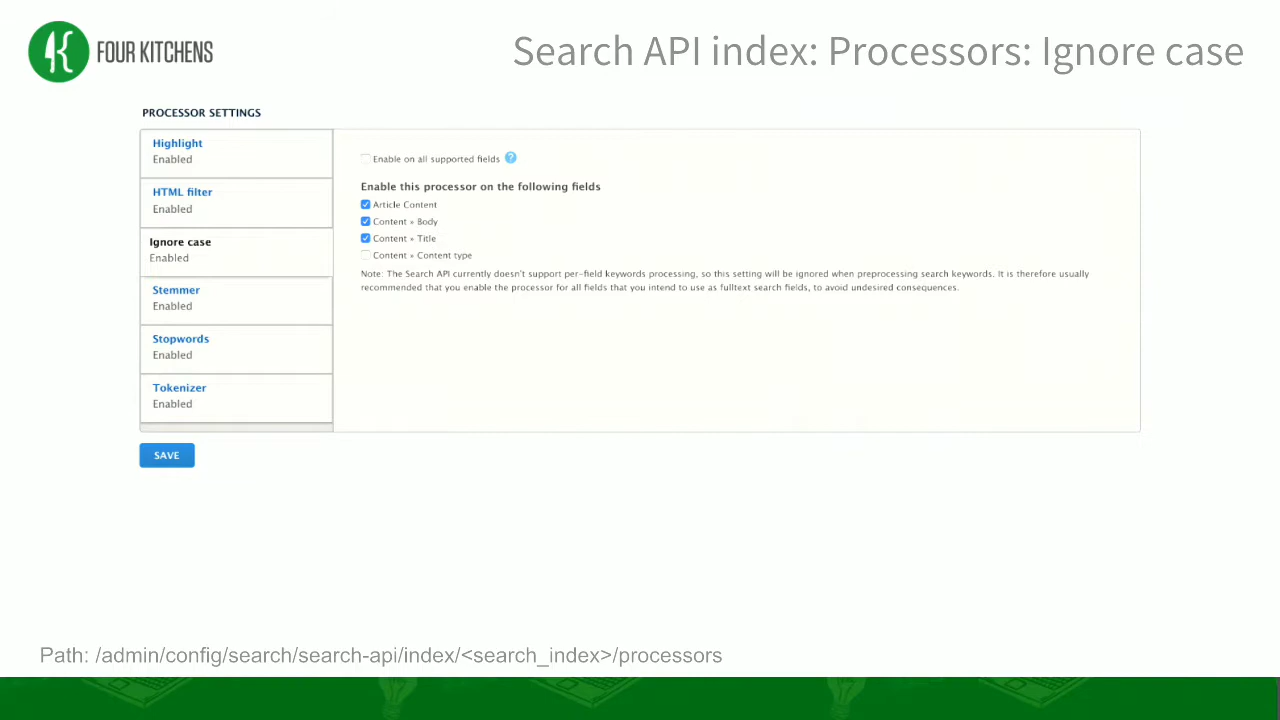 FOUR KITCHENS
Search API index: Processors: Ignore case
PROCESSOR SETTINGS
Highlight
Enabled
HTML filter
Enabled
Ignore case
Enabled
Stemmer
Enabled
Stopwords
Enabled
Tokenizer
Enabled
Enable on all supported fields ?
Enable this processor on the following fields
Article Content
Content » Body
Content » Title
Content » Content type
Note: The Search API currently doesn't support per-field keywords processing, so this setting will be ignored when preprocessing search keywords. It is therefore usually
recommended that you enable the processor for all fields that you intend to use as fulltext search fields, to avoid undesired consequences.
SAVE
Path: /admin/config/search/search-api/index/<search_index>/processors